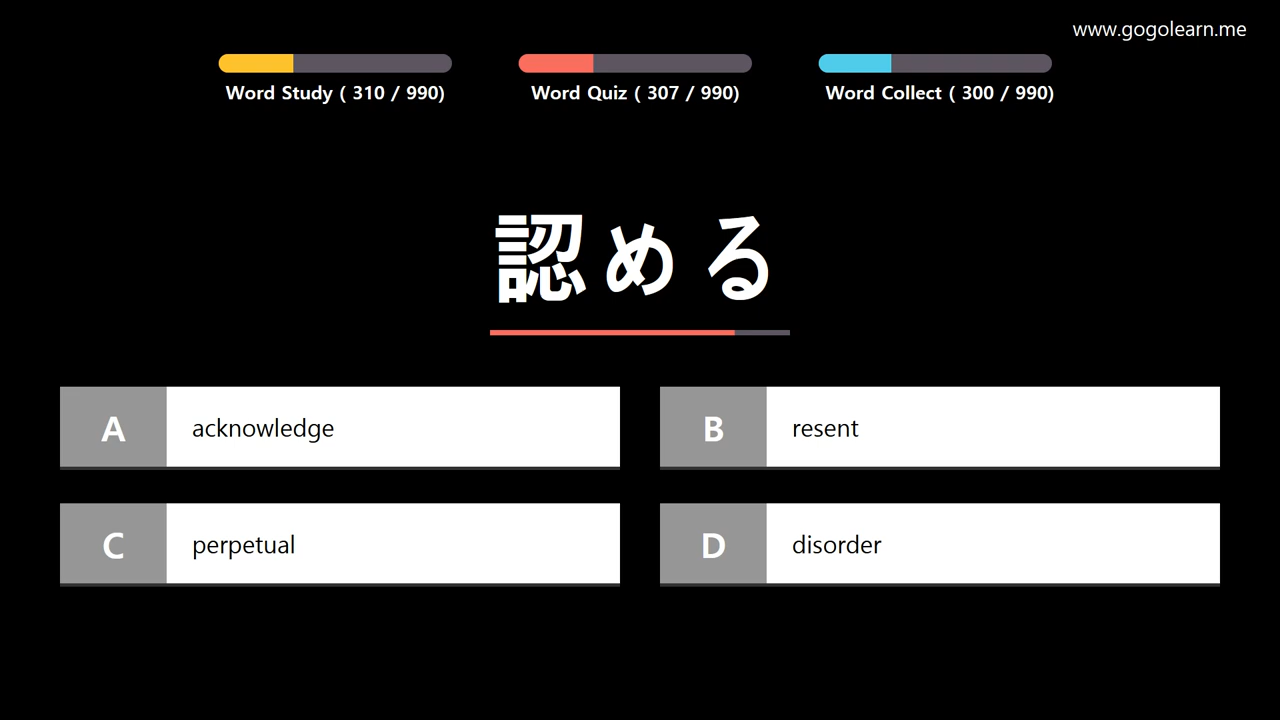 www.gogolearn.me
Word Study ( 310 / 990)
Word Quiz ( 307 / 990)
Word Collect ( 300 / 990)
認める
A acknowledge
B resent
C perpetual
D disorder